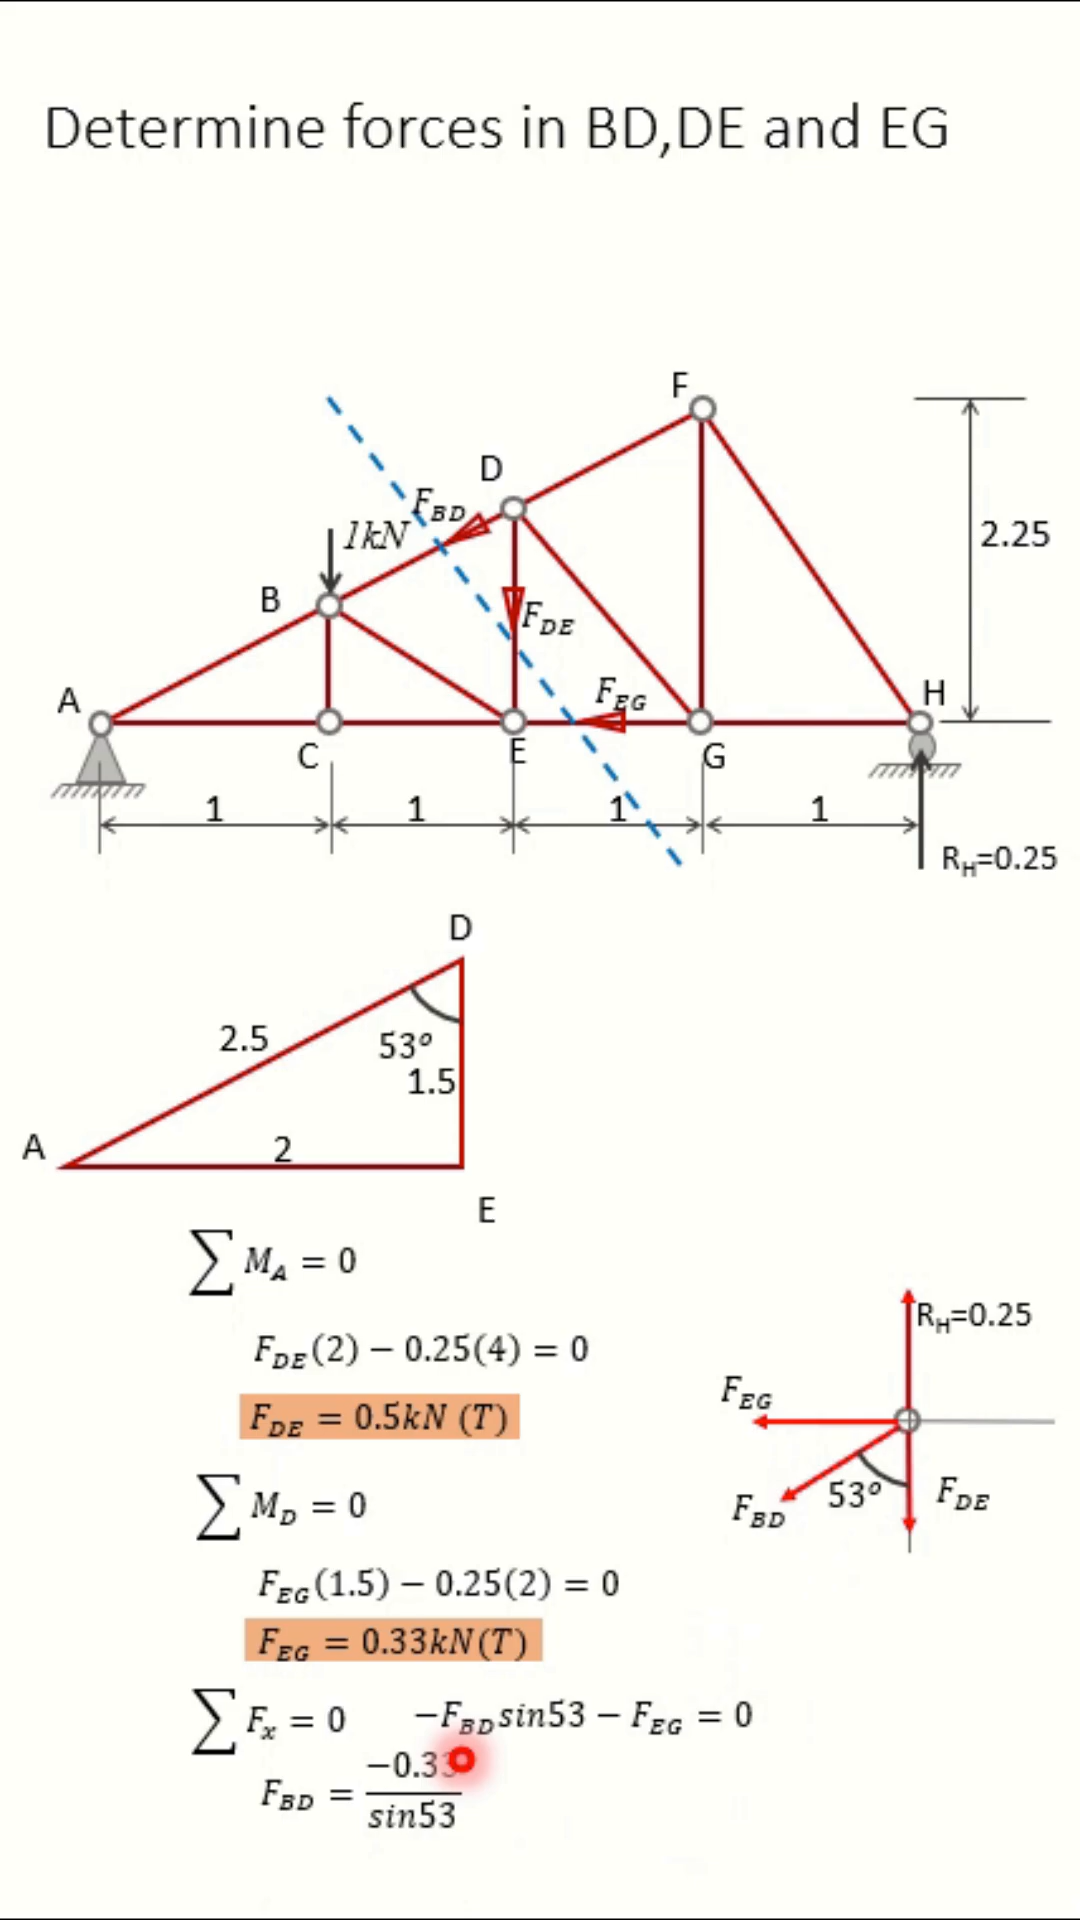 Determine forces in BD,DE and EG
F
D
F_BD
1kN
2.25
B
F_DE
F_EG
A
H
C
E
G
1
1
1
1
R_H=0.25
D
2.5
53°
1.5
A
2
E
∑ M_A = 0
R_H=0.25
F_DE(2) − 0.25(4) = 0
F_EG
F_DE = 0.5kN (T)
∑ M_D = 0
53°
F_DE
F_BD
F_EG(1.5) − 0.25(2) = 0
F_EG = 0.33kN(T)
∑ F_x = 0 −F_BD sin53 − F_EG = 0
F_BD = −0.33 / sin53